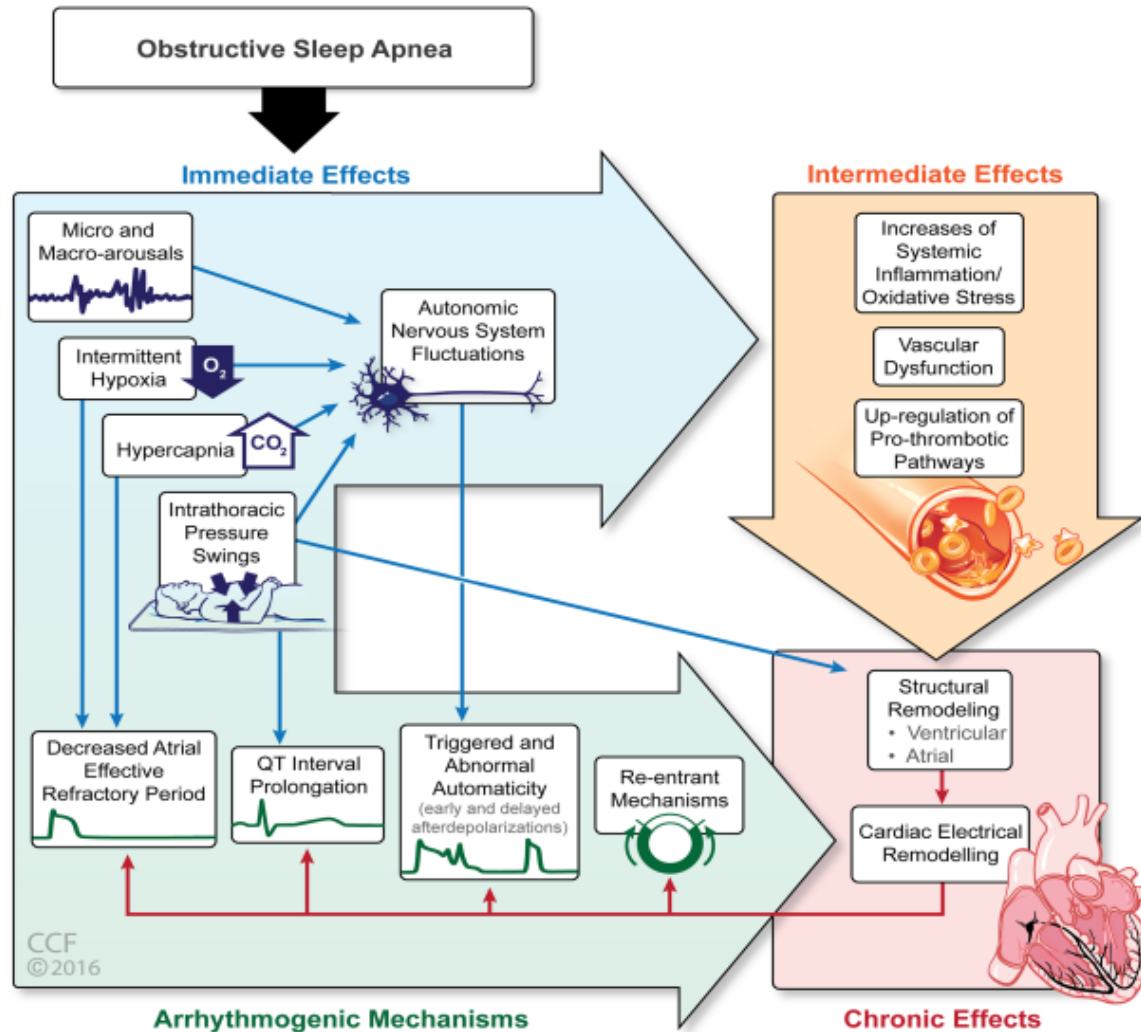 Obstructive Sleep Apnea
Immediate Effects
Micro and
Macro-arousals
Intermittent
Hypoxia
O₂
Hypercapnia
CO₂
Intrathoracic
Pressure
Swings
Autonomic
Nervous System
Fluctuations
Intermediate Effects
Increases of
Systemic
Inflammation/
Oxidative Stress
Vascular
Dysfunction
Up-regulation of
Pro-thrombotic
Pathways
Decreased Atrial
Effective
Refractory Period
QT Interval
Prolongation
Triggered and
Abnormal
Automaticity
(early and delayed
afterdepolarizations)
Re-entrant
Mechanisms
Structural
Remodeling
• Ventricular
• Atrial
Cardiac Electrical
Remodelling
CCF
©2016
Arrhythmogenic Mechanisms
Chronic Effects